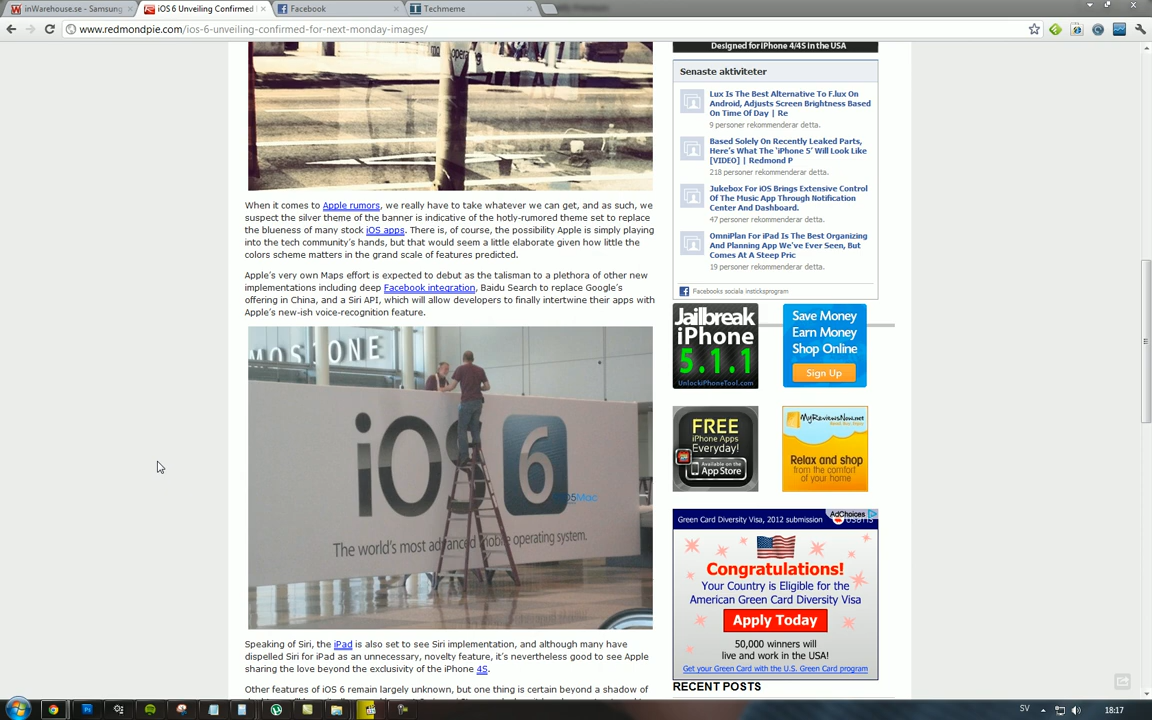 inWarehouse.se - Samsung
iOS 6 Unveiling Confirmed
Facebook
Techmeme
www.redmondpie.com/ios-6-unveiling-confirmed-for-next-monday-images/
When it comes to Apple rumors, we really have to take whatever we can get, and as such, we
suspect the silver theme of the banner is indicative of the hotly-rumored theme set to replace
the blueness of many stock iOS apps. There is, of course, the possibility Apple is simply playing
into the tech community's hands, but that would seem a little elaborate given how little the
colors scheme matters in the grand scale of features predicted.
Apple's very own Maps effort is expected to debut as the talisman to a plethora of other new
implementations including deep Facebook integration, Baidu Search to replace Google's
offering in China, and a Siri API, which will allow developers to finally intertwine their apps with
Apple's new-ish voice-recognition feature.
MOSCONE
iOS 6
The world's most advanced mobile operating system.
Speaking of Siri, the iPad is also set to see Siri implementation, and although many have
dispelled Siri for iPad as an unnecessary, novelty feature, it's nevertheless good to see Apple
sharing the love beyond the exclusivity of the iPhone 4S.
Other features of iOS 6 remain largely unknown, but one thing is certain beyond a shadow of
Designed for iPhone 4/4S in the USA
Senaste aktiviteter
Lux Is The Best Alternative To F.lux On
Android, Adjusts Screen Brightness Based
On Time Of Day | Re
9 personer rekommenderar detta.
Based Solely On Recently Leaked Parts,
Here's What The 'iPhone 5' Will Look Like
[VIDEO] | Redmond P
218 personer rekommenderar detta.
Jukebox For iOS Brings Extensive Control
Of The Music App Through Notification
Center And Dashboard.
47 personer rekommenderar detta.
OmniPlan For iPad Is The Best Organizing
And Planning App We've Ever Seen, But
Comes At A Steep Pric
19 personer rekommenderar detta.
Facebooks sociala insticksprogram
Jailbreak
iPhone
5.1.1
UnlockiPhoneTool.com
Save Money
Earn Money
Shop Online
Sign Up
FREE
iPhone Apps
Everyday!
Available on the
App Store
MyReviewsNow.net
Relax and shop
from the comfort
of your home
AdChoices
Green Card Diversity Visa, 2012 submission
Congratulations!
Your Country is Eligible for the
American Green Card Diversity Visa
Apply Today
50,000 winners will
live and work in the USA!
Get your Green Card with the U.S. Green Card program
RECENT POSTS
SV
18:17